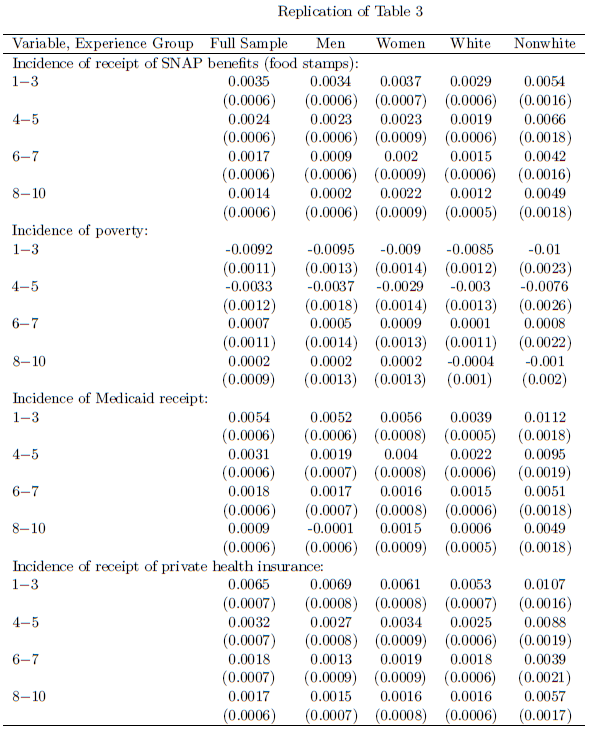 Replication of Table 3
Variable, Experience Group Full Sample Men Women White Nonwhite
Incidence of receipt of SNAP benefits (food stamps):
1−3 0.0035 0.0034 0.0037 0.0029 0.0054
(0.0006) (0.0006) (0.0007) (0.0006) (0.0016)
4−5 0.0024 0.0023 0.0023 0.0019 0.0066
(0.0006) (0.0006) (0.0009) (0.0006) (0.0018)
6−7 0.0017 0.0009 0.002 0.0015 0.0042
(0.0006) (0.0006) (0.0009) (0.0006) (0.0016)
8−10 0.0014 0.0002 0.0022 0.0012 0.0049
(0.0006) (0.0006) (0.0009) (0.0005) (0.0018)
Incidence of poverty:
1−3 -0.0092 -0.0095 -0.009 -0.0085 -0.01
(0.0011) (0.0013) (0.0014) (0.0012) (0.0023)
4−5 -0.0033 -0.0037 -0.0029 -0.003 -0.0076
(0.0012) (0.0018) (0.0014) (0.0013) (0.0026)
6−7 0.0007 0.0005 0.0009 0.0001 0.0008
(0.0011) (0.0014) (0.0013) (0.0011) (0.0022)
8−10 0.0002 0.0002 0.0002 -0.0004 -0.001
(0.0009) (0.0013) (0.0013) (0.001) (0.002)
Incidence of Medicaid receipt:
1−3 0.0054 0.0052 0.0056 0.0039 0.0112
(0.0006) (0.0006) (0.0008) (0.0005) (0.0018)
4−5 0.0031 0.0019 0.004 0.0022 0.0095
(0.0006) (0.0007) (0.0008) (0.0006) (0.0019)
6−7 0.0018 0.0017 0.0016 0.0015 0.0051
(0.0006) (0.0007) (0.0008) (0.0006) (0.0018)
8−10 0.0009 -0.0001 0.0015 0.0006 0.0049
(0.0006) (0.0006) (0.0009) (0.0005) (0.0018)
Incidence of receipt of private health insurance:
1−3 0.0065 0.0069 0.0061 0.0053 0.0107
(0.0007) (0.0008) (0.0008) (0.0007) (0.0016)
4−5 0.0032 0.0027 0.0034 0.0025 0.0088
(0.0007) (0.0008) (0.0009) (0.0006) (0.0019)
6−7 0.0018 0.0013 0.0019 0.0018 0.0039
(0.0007) (0.0009) (0.0009) (0.0006) (0.0021)
8−10 0.0017 0.0015 0.0016 0.0016 0.0057
(0.0006) (0.0007) (0.0008) (0.0006) (0.0017)